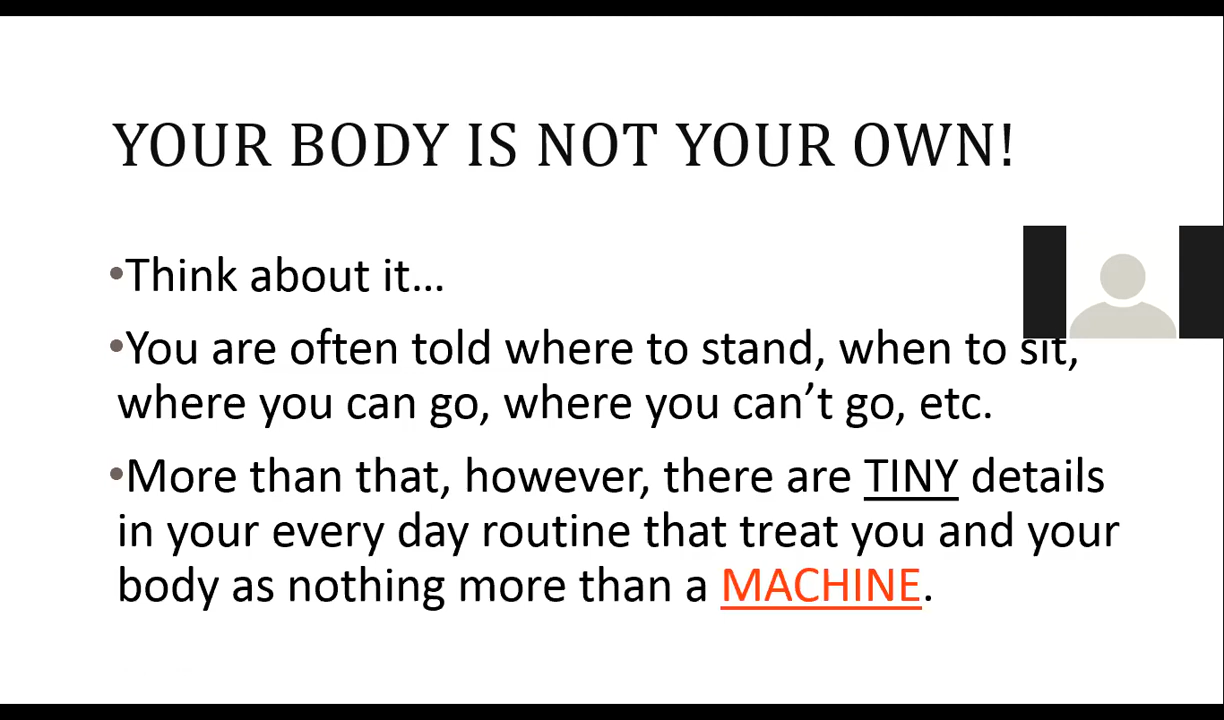 YOUR BODY IS NOT YOUR OWN!
•Think about it...
•You are often told where to stand, when to sit,
where you can go, where you can’t go, etc.
•More than that, however, there are TINY details
in your every day routine that treat you and your
body as nothing more than a MACHINE.